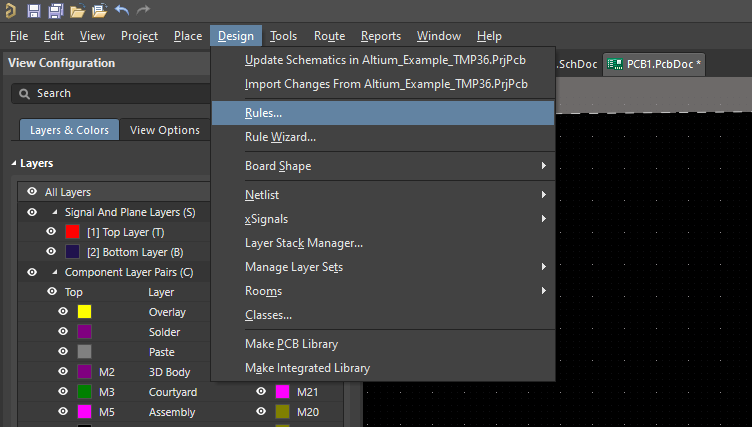 File Edit View Project Place Design Tools Route Reports Window Help
View Configuration
.SchDoc PCB1.PcbDoc *
Search
Layers & Colors View Options
Layers
All Layers
Signal And Plane Layers (S)
[1] Top Layer (T)
[2] Bottom Layer (B)
Component Layer Pairs (C)
Top Layer
Overlay
Solder
Paste
M2 3D Body
M3 Courtyard M21
M5 Assembly M20
Update Schematics in Altium_Example_TMP36.PrjPcb
Import Changes From Altium_Example_TMP36.PrjPcb
Rules...
Rule Wizard...
Board Shape
Netlist
xSignals
Layer Stack Manager...
Manage Layer Sets
Rooms
Classes...
Make PCB Library
Make Integrated Library